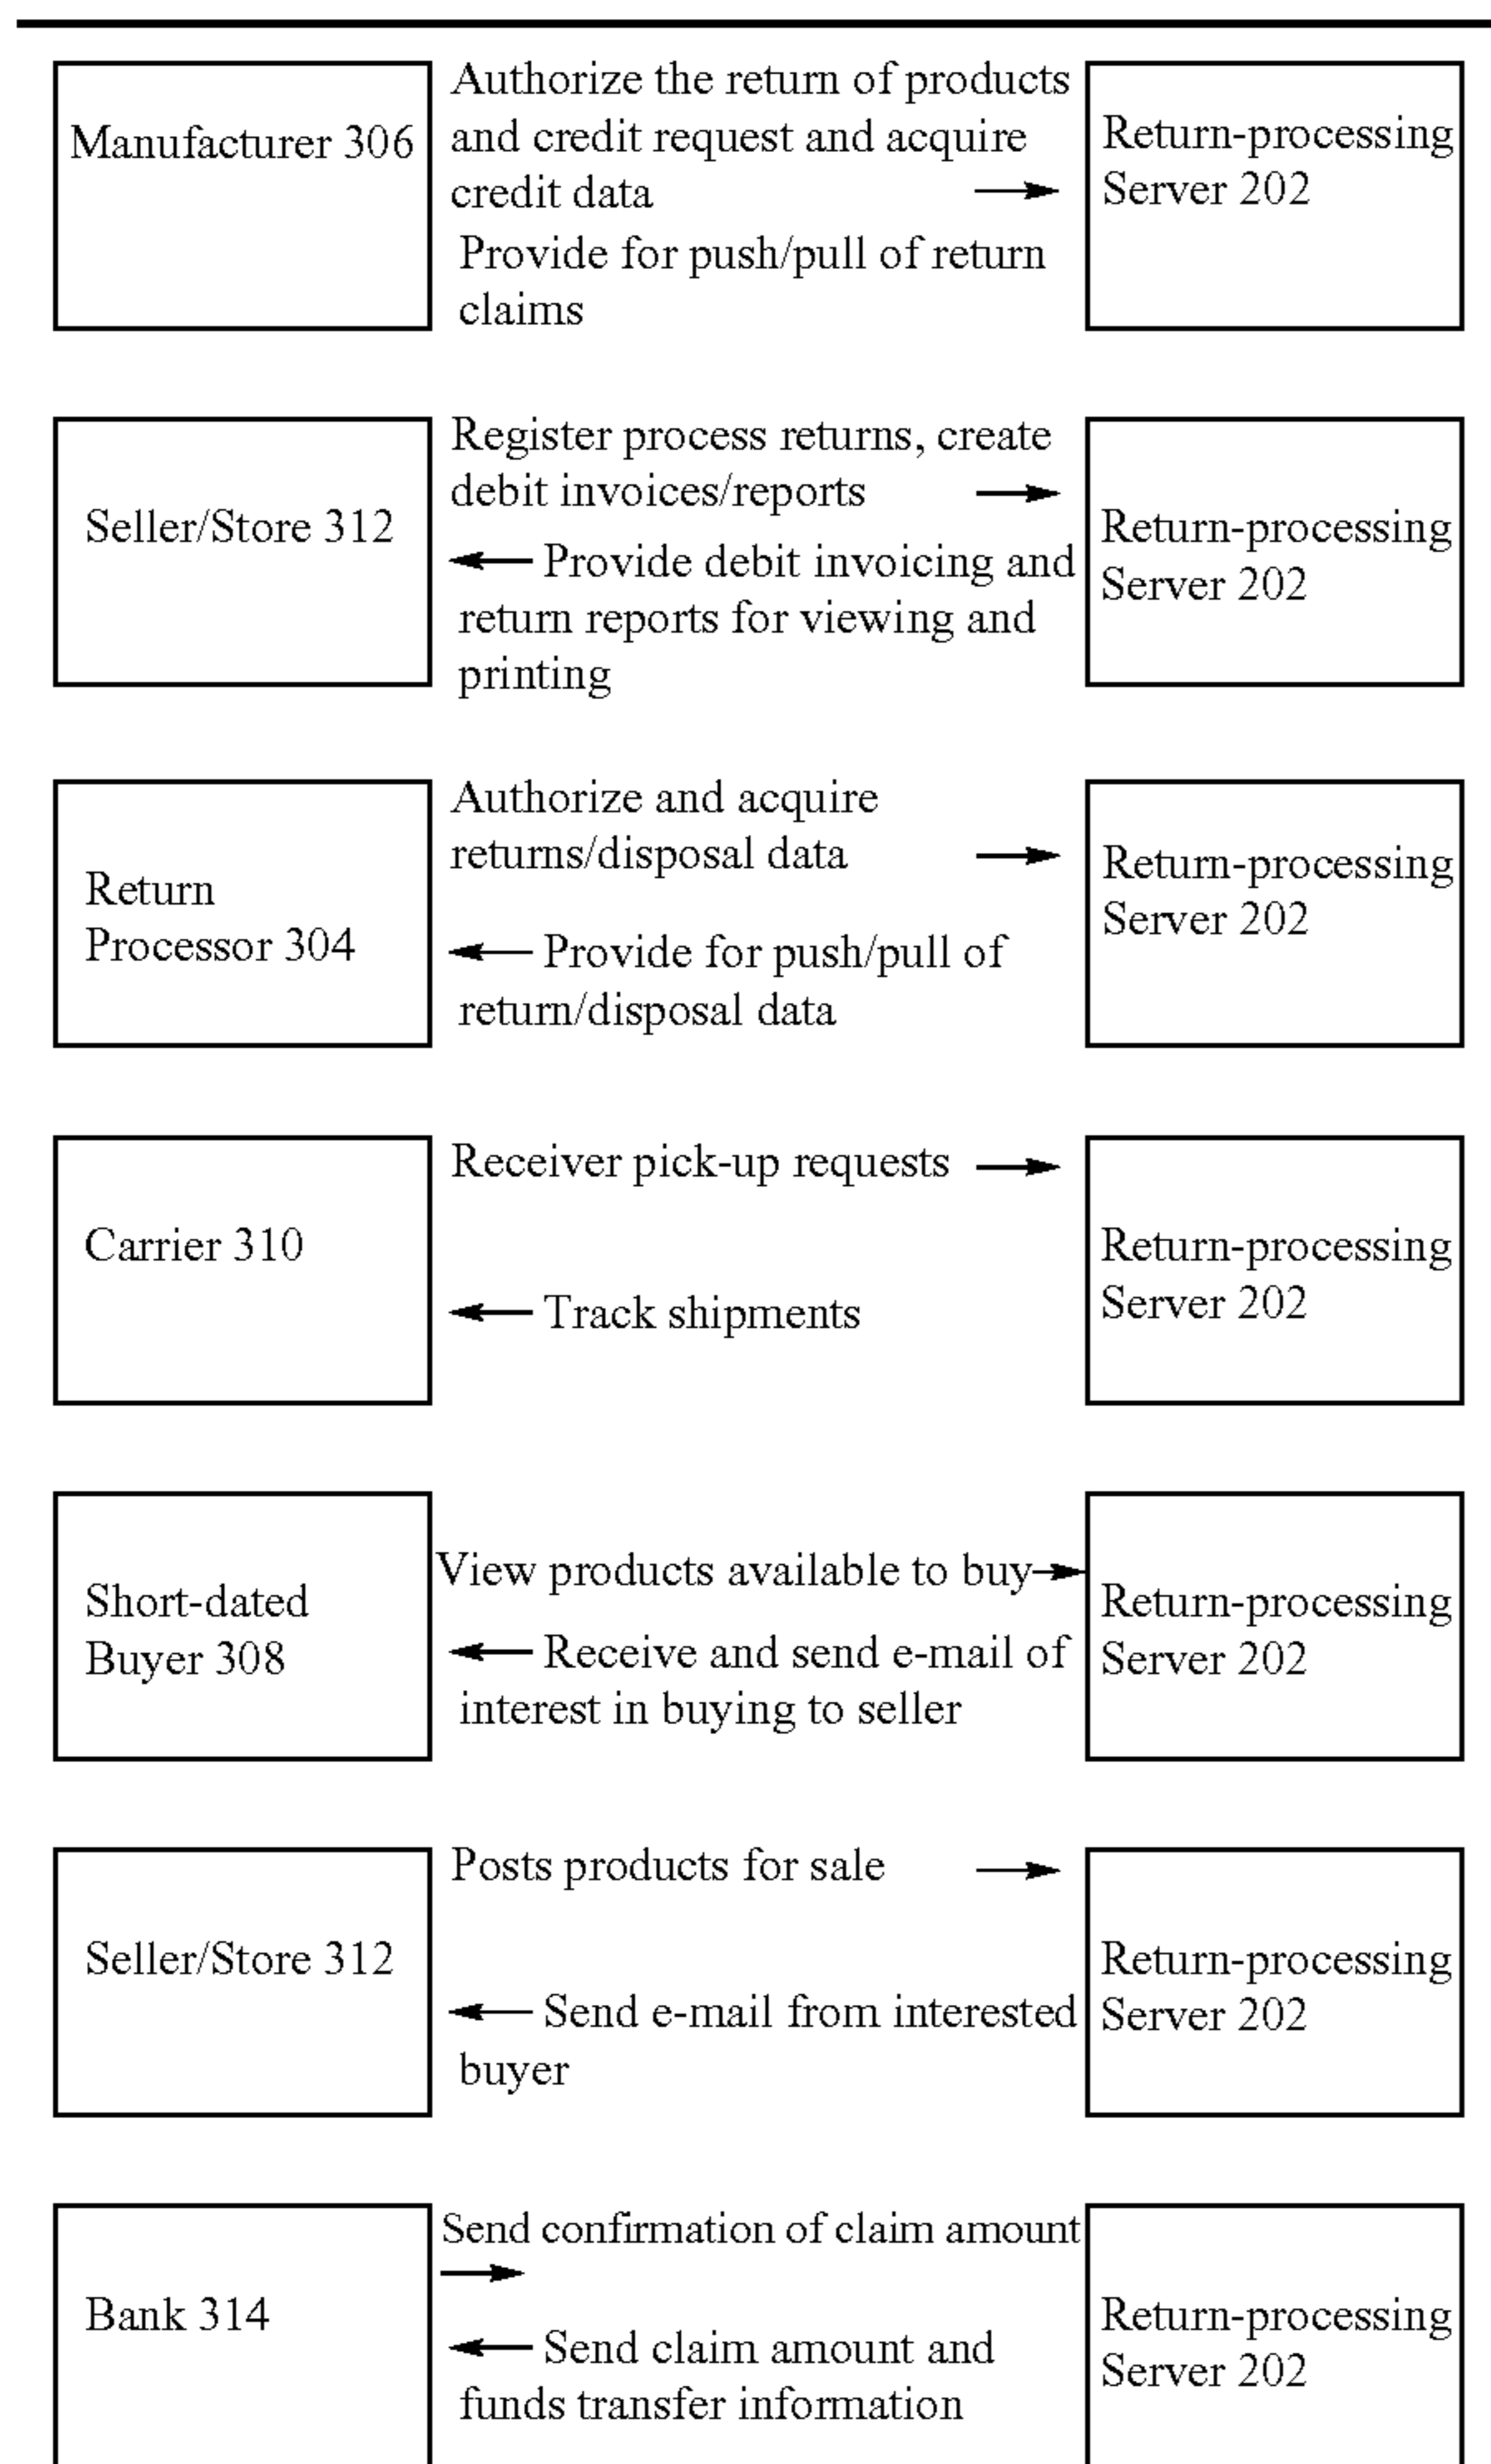 Manufacturer 306
Authorize the return of products
and credit request and acquire
credit data
Provide for push/pull of return
claims
Return-processing
Server 202
Seller/Store 312
Register process returns, create
debit invoices/reports
Provide debit invoicing and
return reports for viewing and
printing
Return-processing
Server 202
Return
Processor 304
Authorize and acquire
returns/disposal data
Provide for push/pull of
return/disposal data
Return-processing
Server 202
Carrier 310
Receiver pick-up requests
Track shipments
Return-processing
Server 202
Short-dated
Buyer 308
View products available to buy
Receive and send e-mail of
interest in buying to seller
Return-processing
Server 202
Seller/Store 312
Posts products for sale
Send e-mail from interested
buyer
Return-processing
Server 202
Bank 314
Send confirmation of claim amount
Send claim amount and
funds transfer information
Return-processing
Server 202